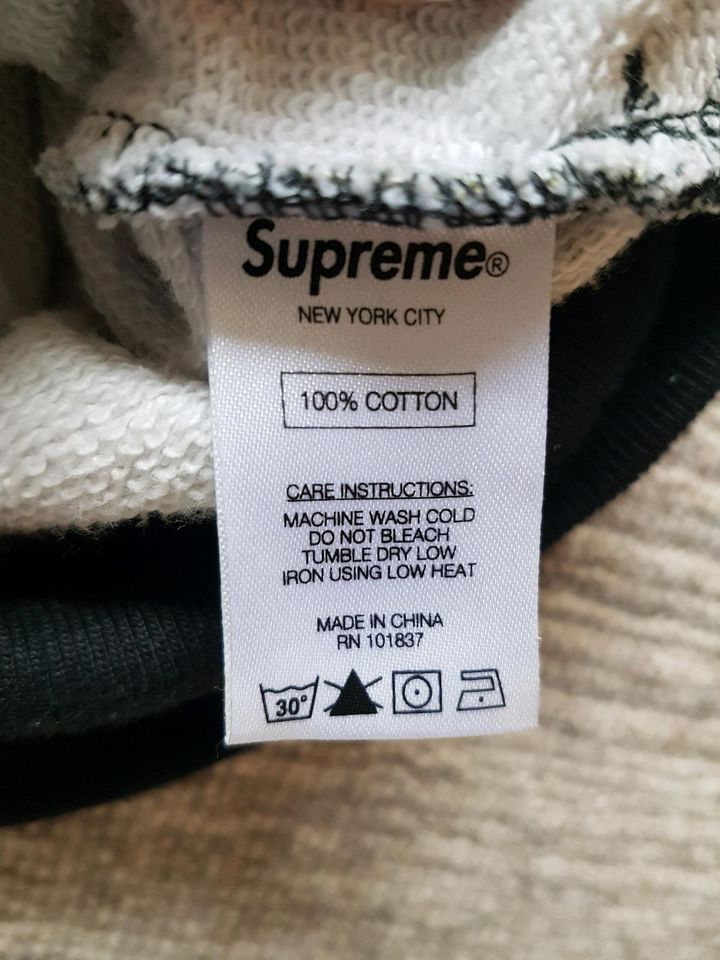 Supreme®
NEW YORK CITY
100% COTTON
CARE INSTRUCTIONS:
MACHINE WASH COLD
DO NOT BLEACH
TUMBLE DRY LOW
IRON USING LOW HEAT
MADE IN CHINA
RN 101837
30°